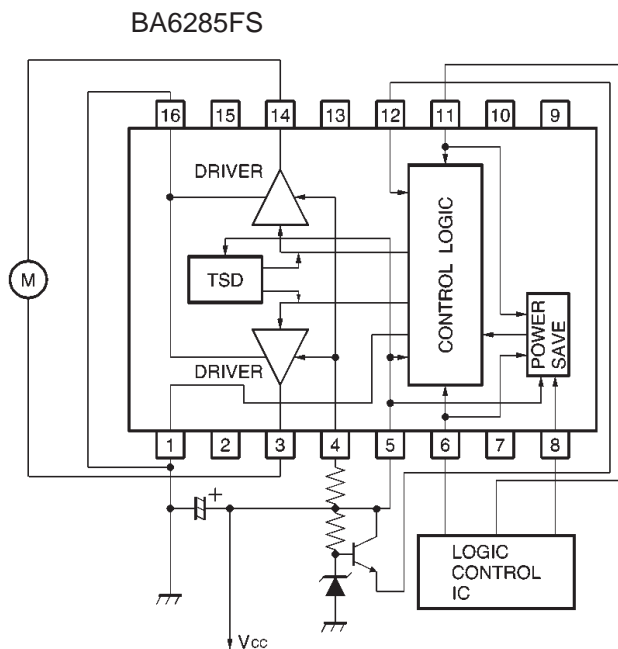 BA6285FS
16 15 14 13 12 11 10 9
DRIVER
TSD
CONTROL LOGIC
M
POWER
SAVE
DRIVER
1 2 3 4 5 6 7 8
+
LOGIC
CONTROL
IC
Vcc